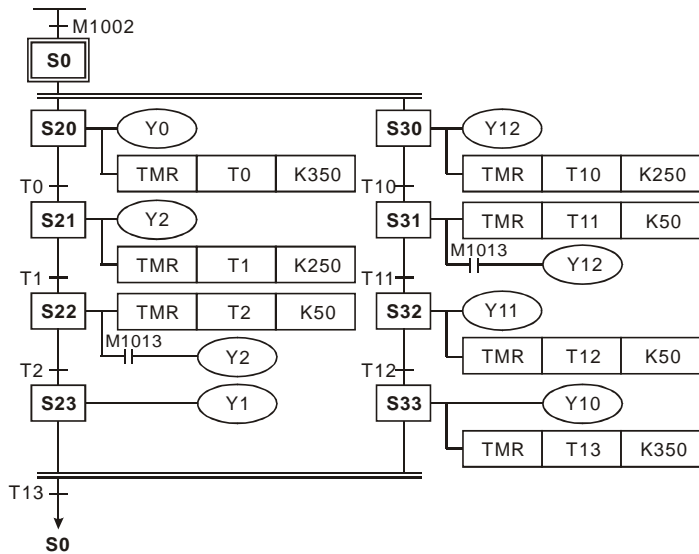 M1002
S0
S20 Y0
TMR T0 K350
T0
S21 Y2
TMR T1 K250
T1
S22 TMR T2 K50
M1013
Y2
T2
S23 Y1
S30 Y12
TMR T10 K250
T10
S31 TMR T11 K50
M1013
Y12
T11
S32 Y11
TMR T12 K50
T12
S33 Y10
TMR T13 K350
T13
S0